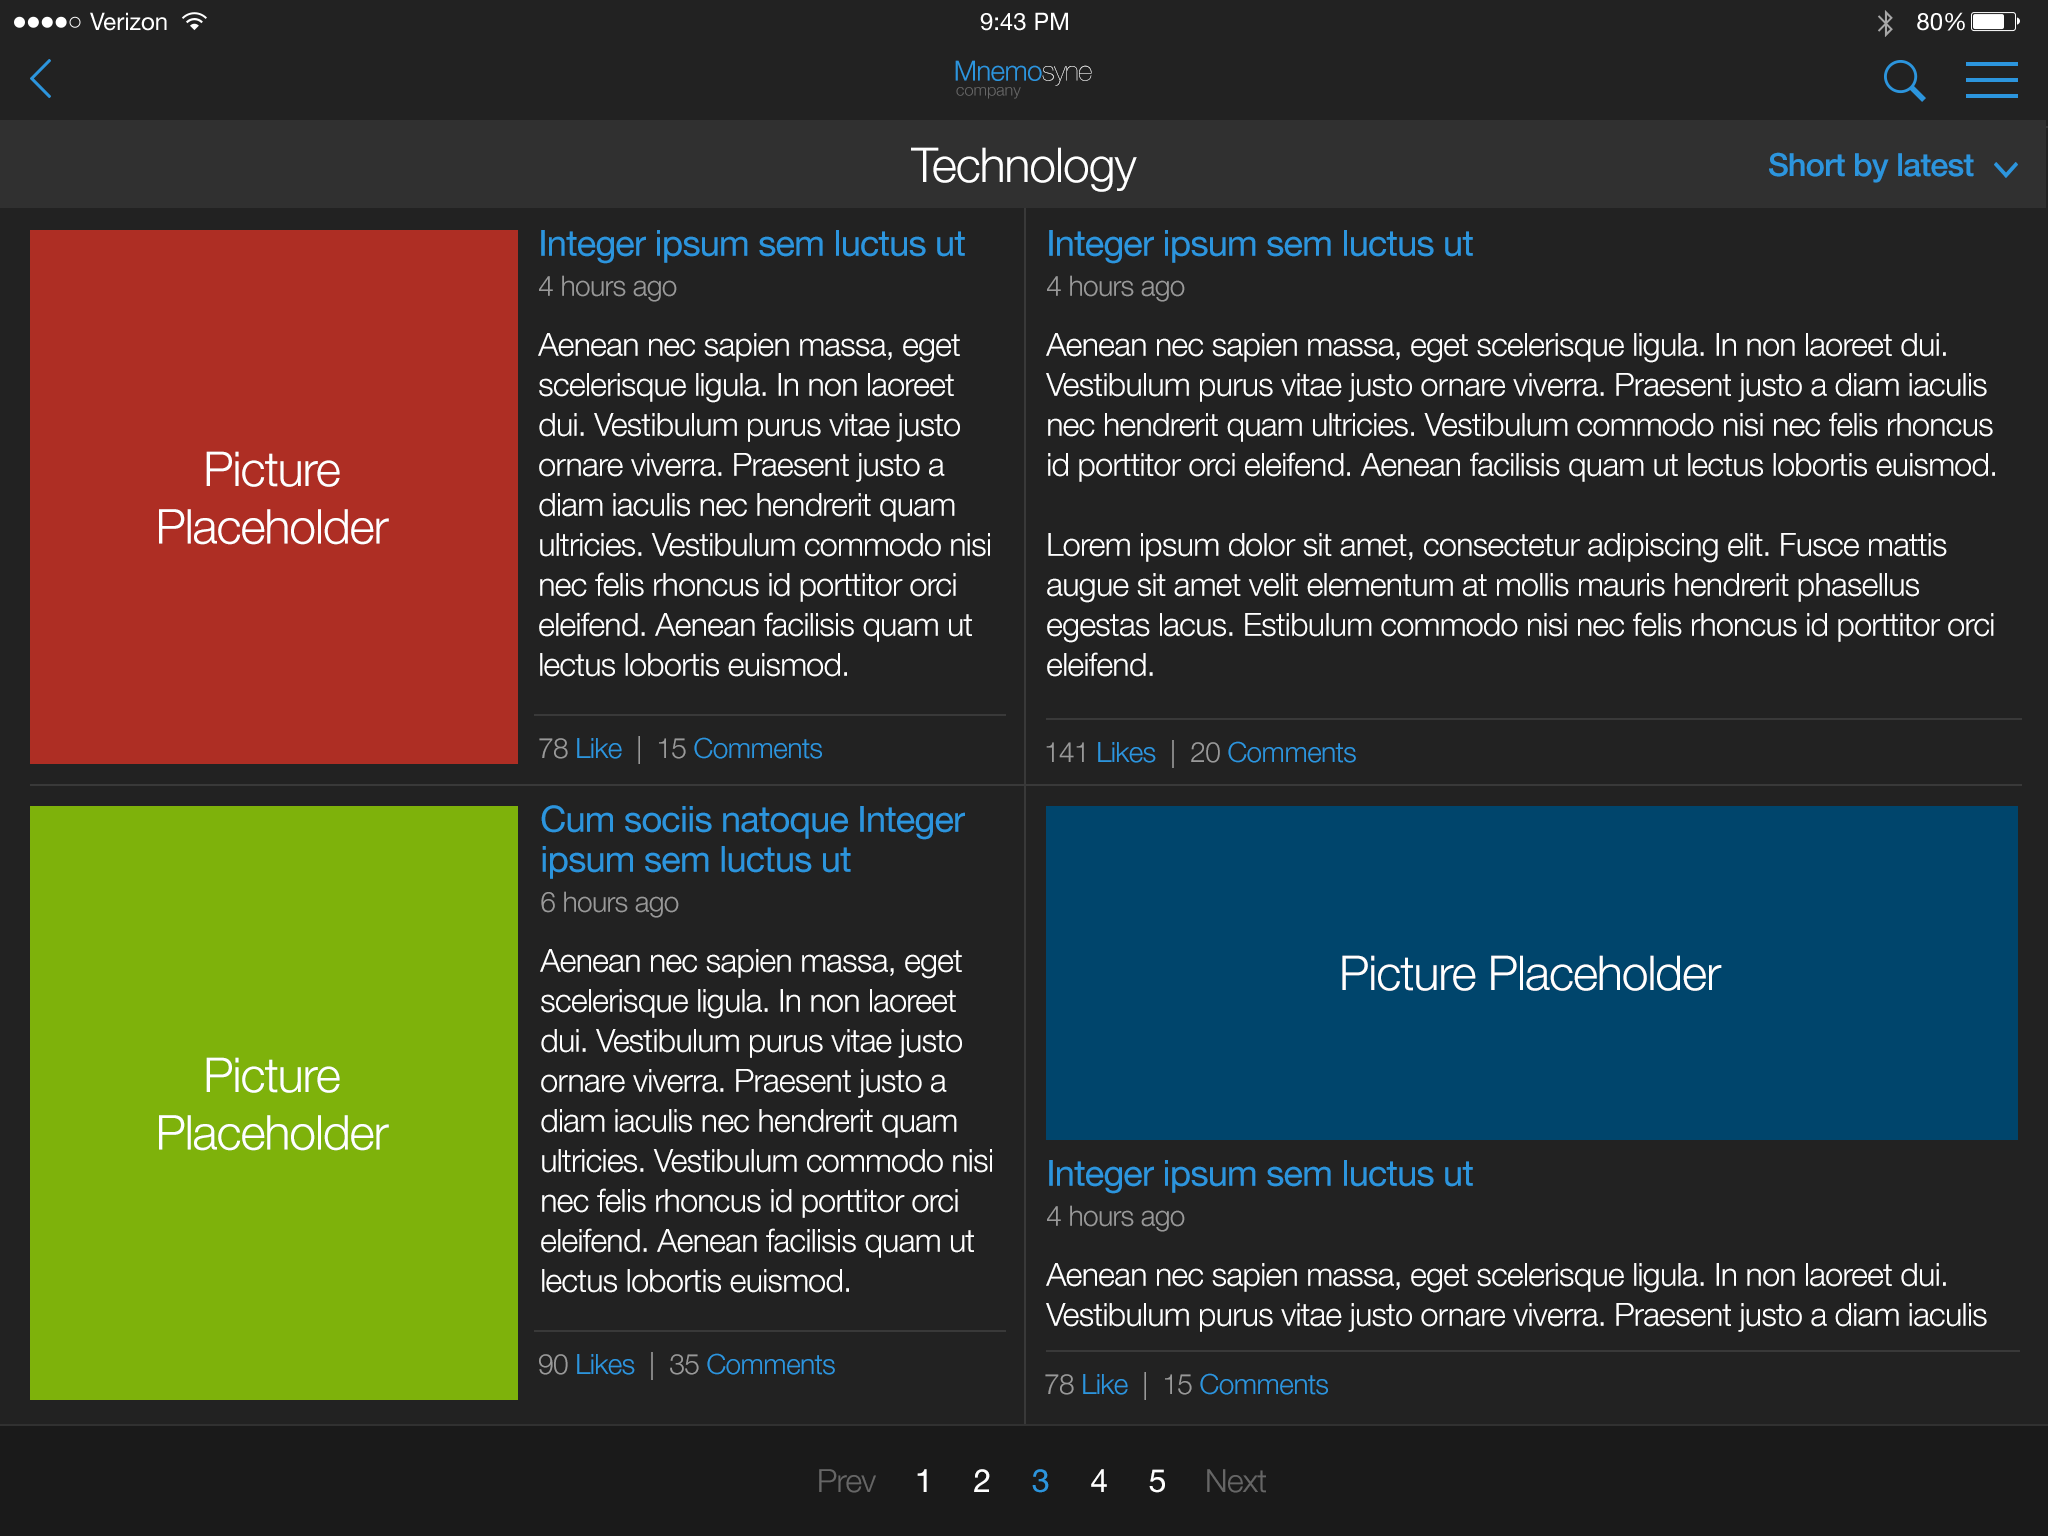 Verizon
9:43 PM
80%
Mnemosyne
company
Technology
Short by latest
Picture
Placeholder
Integer ipsum sem luctus ut
4 hours ago
Aenean nec sapien massa, eget
scelerisque ligula. In non laoreet
dui. Vestibulum purus vitae justo
ornare viverra. Praesent justo a
diam iaculis nec hendrerit quam
ultricies. Vestibulum commodo nisi
nec felis rhoncus id porttitor orci
eleifend. Aenean facilisis quam ut
lectus lobortis euismod.
78 Like | 15 Comments
Integer ipsum sem luctus ut
4 hours ago
Aenean nec sapien massa, eget scelerisque ligula. In non laoreet dui.
Vestibulum purus vitae justo ornare viverra. Praesent justo a diam iaculis
nec hendrerit quam ultricies. Vestibulum commodo nisi nec felis rhoncus
id porttitor orci eleifend. Aenean facilisis quam ut lectus lobortis euismod.
Lorem ipsum dolor sit amet, consectetur adipiscing elit. Fusce mattis
augue sit amet velit elementum at mollis mauris hendrerit phasellus
egestas lacus. Estibulum commodo nisi nec felis rhoncus id porttitor orci
eleifend.
141 Likes | 20 Comments
Picture
Placeholder
Cum sociis natoque Integer
ipsum sem luctus ut
6 hours ago
Aenean nec sapien massa, eget
scelerisque ligula. In non laoreet
dui. Vestibulum purus vitae justo
ornare viverra. Praesent justo a
diam iaculis nec hendrerit quam
ultricies. Vestibulum commodo nisi
nec felis rhoncus id porttitor orci
eleifend. Aenean facilisis quam ut
lectus lobortis euismod.
90 Likes | 35 Comments
Picture Placeholder
Integer ipsum sem luctus ut
4 hours ago
Aenean nec sapien massa, eget scelerisque ligula. In non laoreet dui.
Vestibulum purus vitae justo ornare viverra. Praesent justo a diam iaculis
78 Like | 15 Comments
Prev 1 2 3 4 5 Next